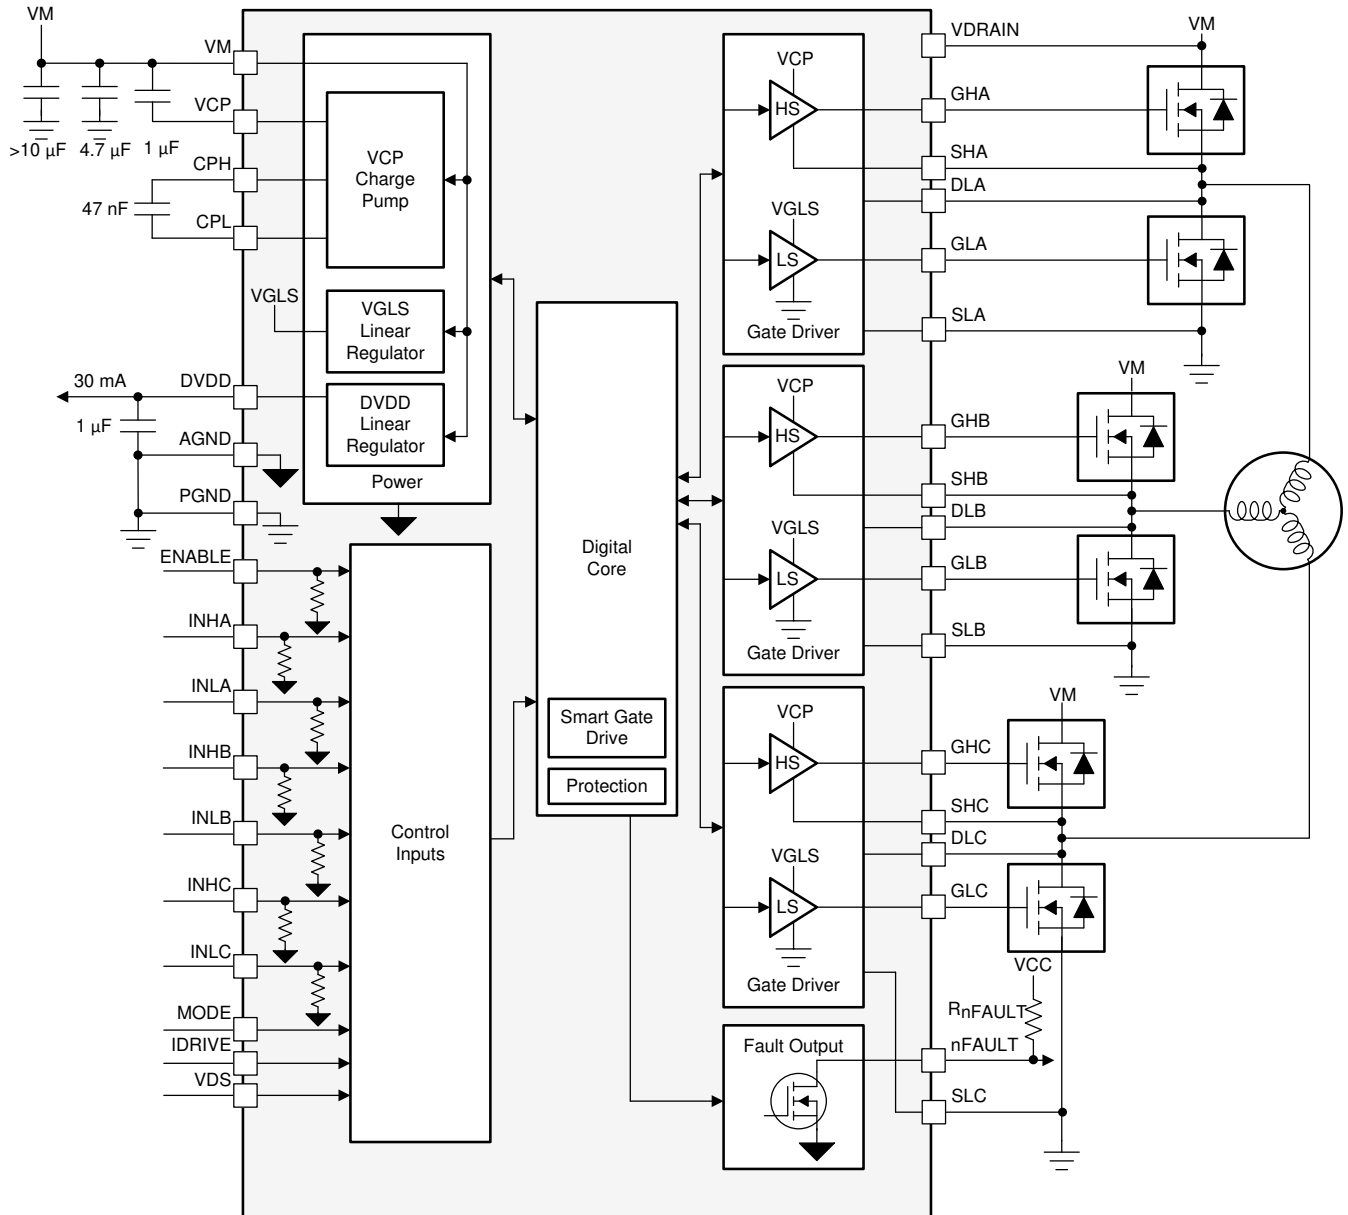 VM
VM
VCP
>10 µF
4.7 µF
1 µF
CPH
47 nF
CPL
VCP
Charge
Pump
VGLS
VGLS
Linear
Regulator
30 mA
DVDD
1 µF
DVDD
Linear
Regulator
AGND
Power
PGND
ENABLE
INHA
INLA
INHB
INLB
INHC
INLC
MODE
IDRIVE
VDS
Control
Inputs
Digital
Core
Smart Gate
Drive
Protection
VCP
HS
VGLS
LS
Gate Driver
VCP
HS
VGLS
LS
Gate Driver
VCP
HS
VGLS
LS
Gate Driver
Fault Output
VDRAIN
VM
GHA
SHA
DLA
GLA
SLA
VM
GHB
SHB
DLB
GLB
SLB
VM
GHC
SHC
DLC
GLC
VCC
RnFAULT
nFAULT
SLC